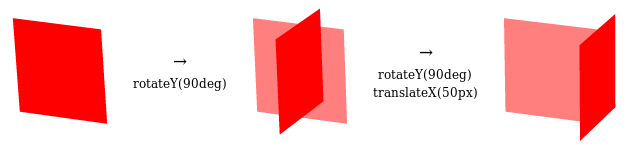 →
rotateY(90deg)
→
rotateY(90deg)
translateX(50px)